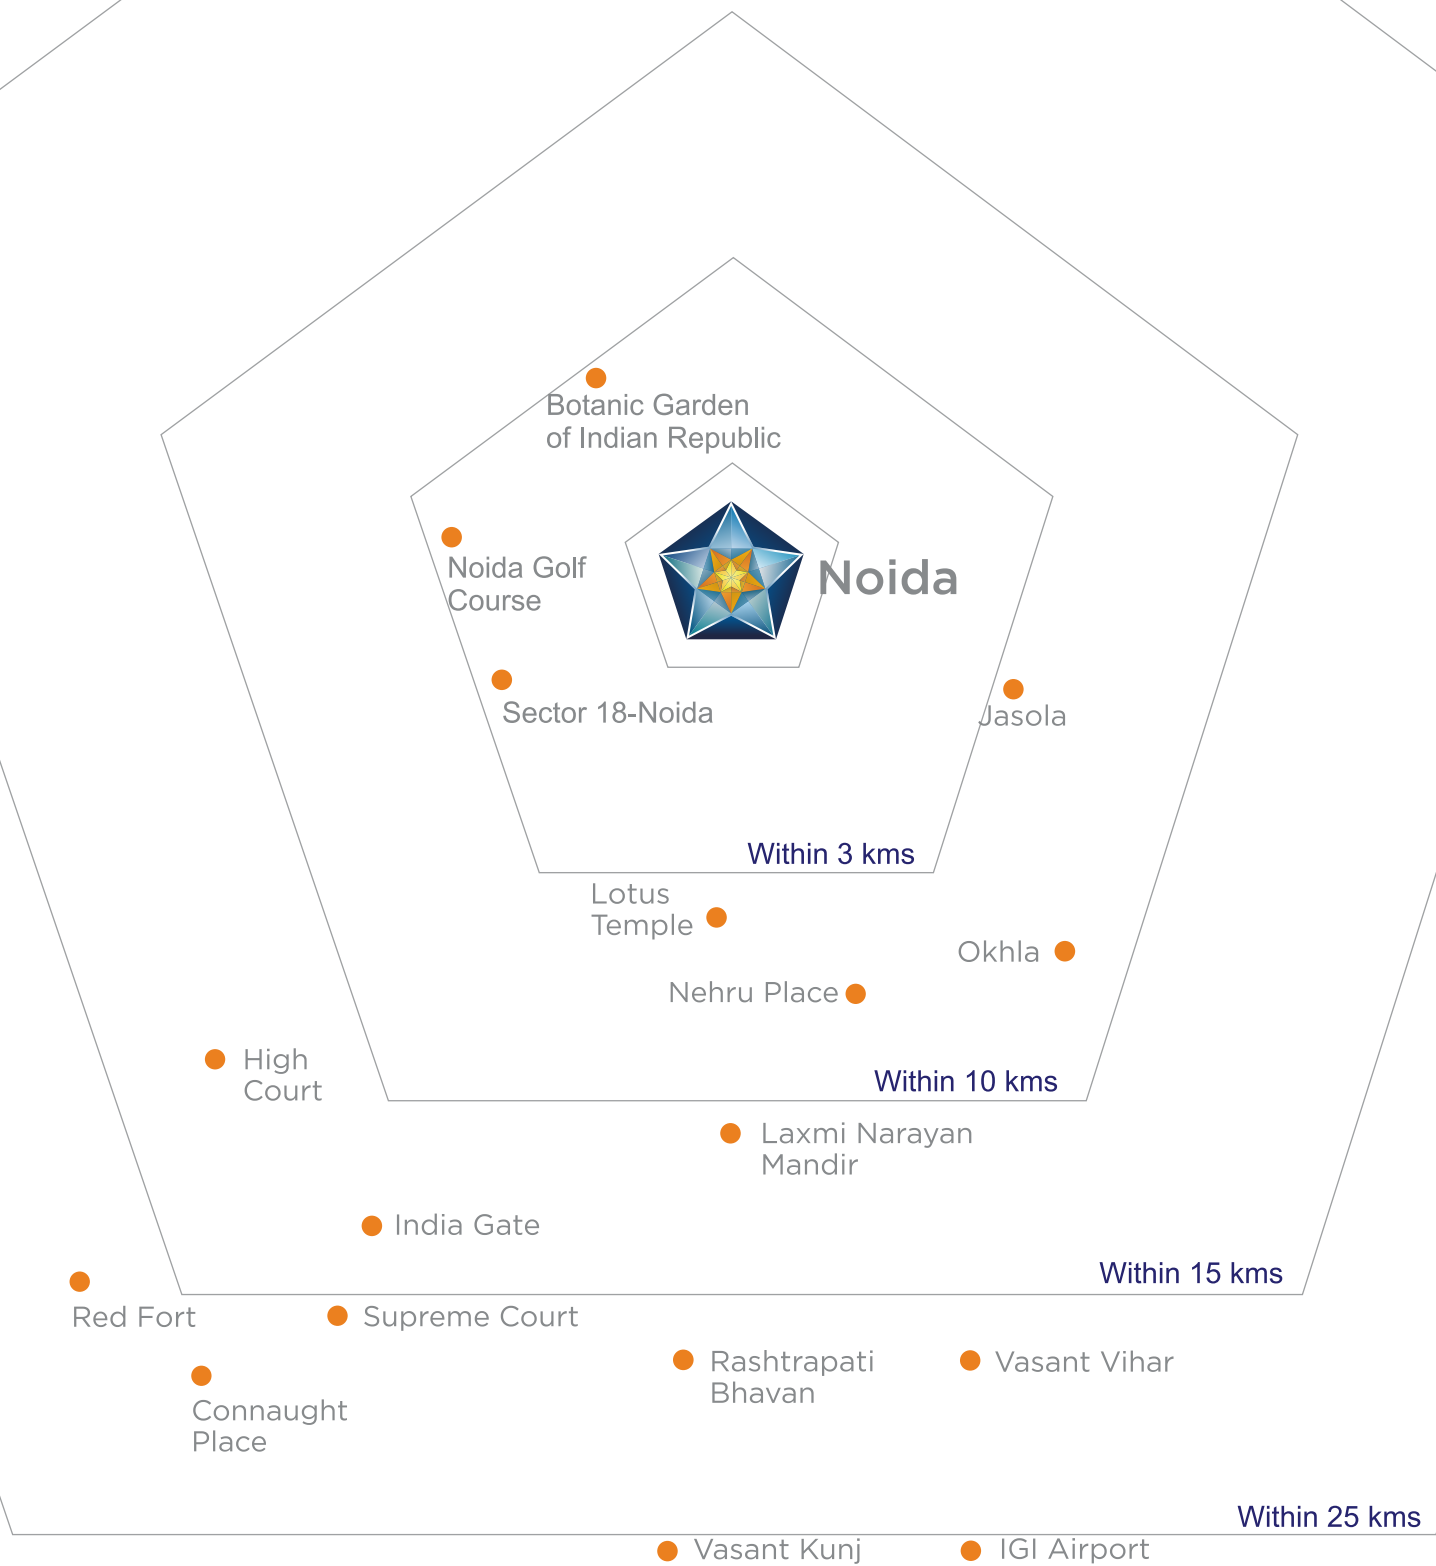 Botanic Garden
of Indian Republic
Noida Golf
Course
Noida
Sector 18-Noida
Jasola
Within 3 kms
Lotus
Temple
Okhla
Nehru Place
High
Court
Within 10 kms
Laxmi Narayan
Mandir
India Gate
Within 15 kms
Red Fort
Supreme Court
Rashtrapati
Bhavan
Vasant Vihar
Connaught
Place
Within 25 kms
Vasant Kunj
IGI Airport